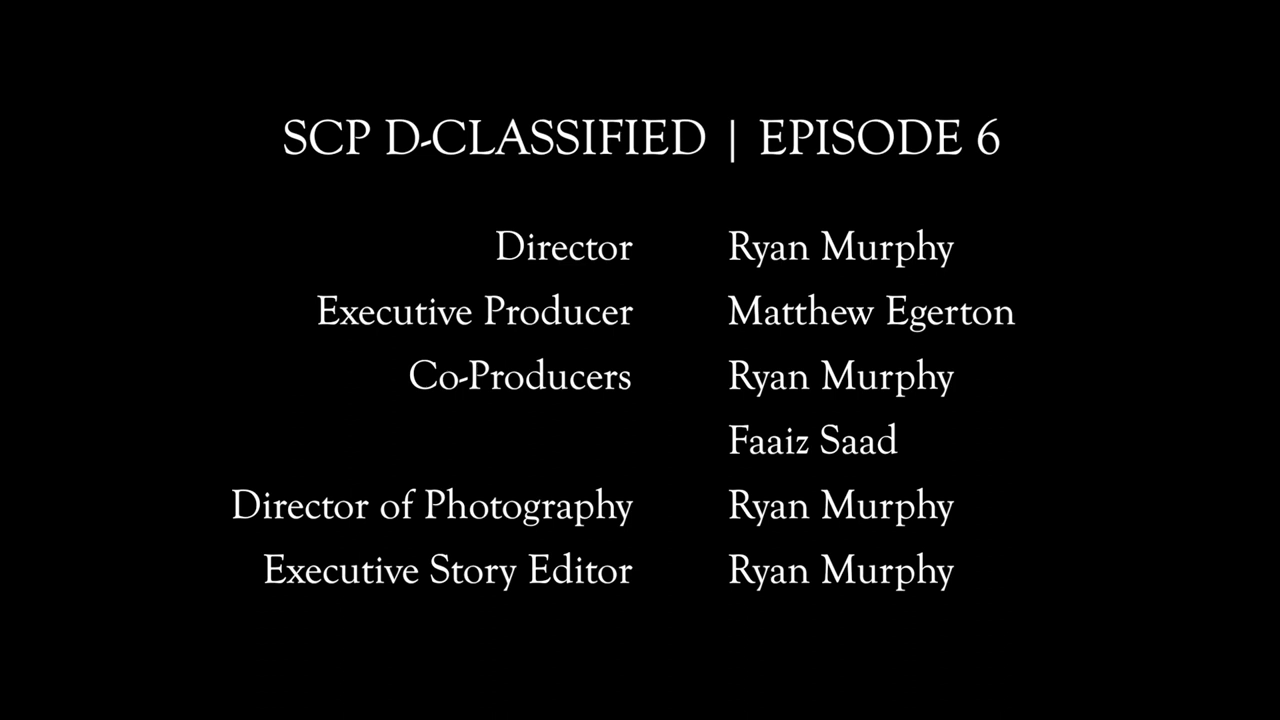 SCP D-CLASSIFIED | EPISODE 6
Director Ryan Murphy
Executive Producer Matthew Egerton
Co-Producers Ryan Murphy
Faaiz Saad
Director of Photography Ryan Murphy
Executive Story Editor Ryan Murphy